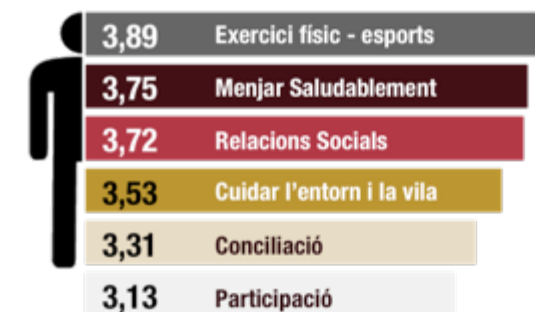 3,89 Exercici físic - esports
3,75 Menjar Saludablement
3,72 Relacions Socials
3,53 Cuidar l'entorn i la vila
3,31 Conciliació
3,13 Participació